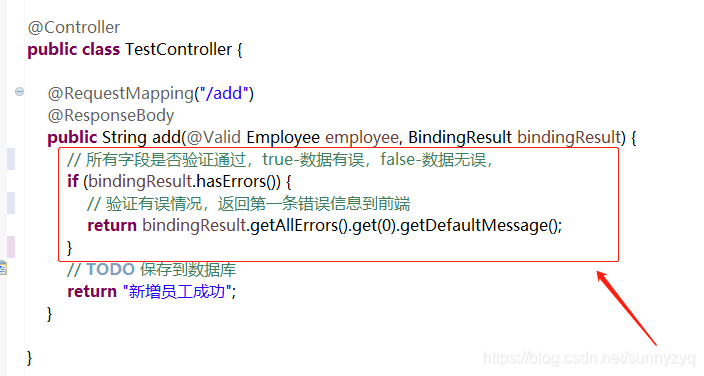 @Controller
public class TestController {
@RequestMapping("/add")
@ResponseBody
public String add(@Valid Employee employee, BindingResult bindingResult) {
// 所有字段是否验证通过，true-数据有误，false-数据无误，
if (bindingResult.hasErrors()) {
// 验证有误情况，返回第一条错误信息到前端
return bindingResult.getAllErrors().get(0).getDefaultMessage();
}
// TODO 保存到数据库
return "新增员工成功";
}
}
https://blog.csdn.net/sunnyzyq